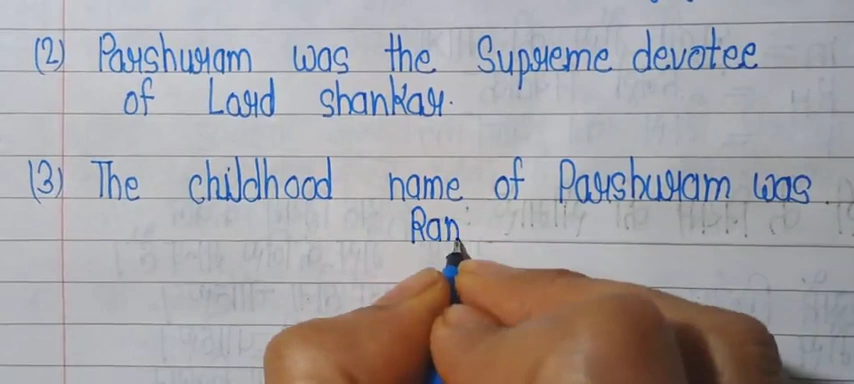 (2) Parshuram was the Supreme devotee
of Lord shankar.
(3) The childhood name of Parshuram was
Ran